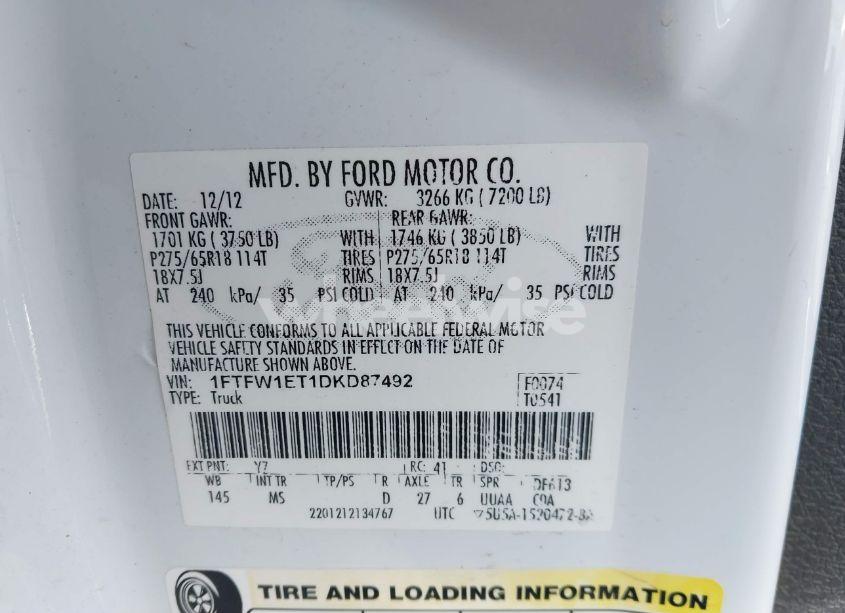 MFD. BY FORD MOTOR CO.
DATE: 12/12 GVWR: 3266 KG ( 7200 LB)
FRONT GAWR: REAR GAWR:
1701 KG ( 3750 LB) WITH 1746 KG ( 3850 LB) WITH
P275/65R18 114T TIRES P275/65R18 114T TIRES
18X7.5J RIMS 18X7.5J RIMS
AT 240 kPa/ 35 PSI COLD AT 240 kPa/ 35 PSI COLD
wheelwise
THIS VEHICLE CONFORMS TO ALL APPLICABLE FEDERAL MOTOR
VEHICLE SAFETY STANDARDS IN EFFECT ON THE DATE OF
MANUFACTURE SHOWN ABOVE.
VIN: 1FTFW1ET1DKD87492 F0074
TYPE: Truck T0541
EXT PNT: YZ RC: 41 DSO:
WB INT TR TP/PS R AXLE TR SPR DF613
145 MS D 27 6 UUAA COA
2201212134767 UTC
TIRE AND LOADING INFORMATION